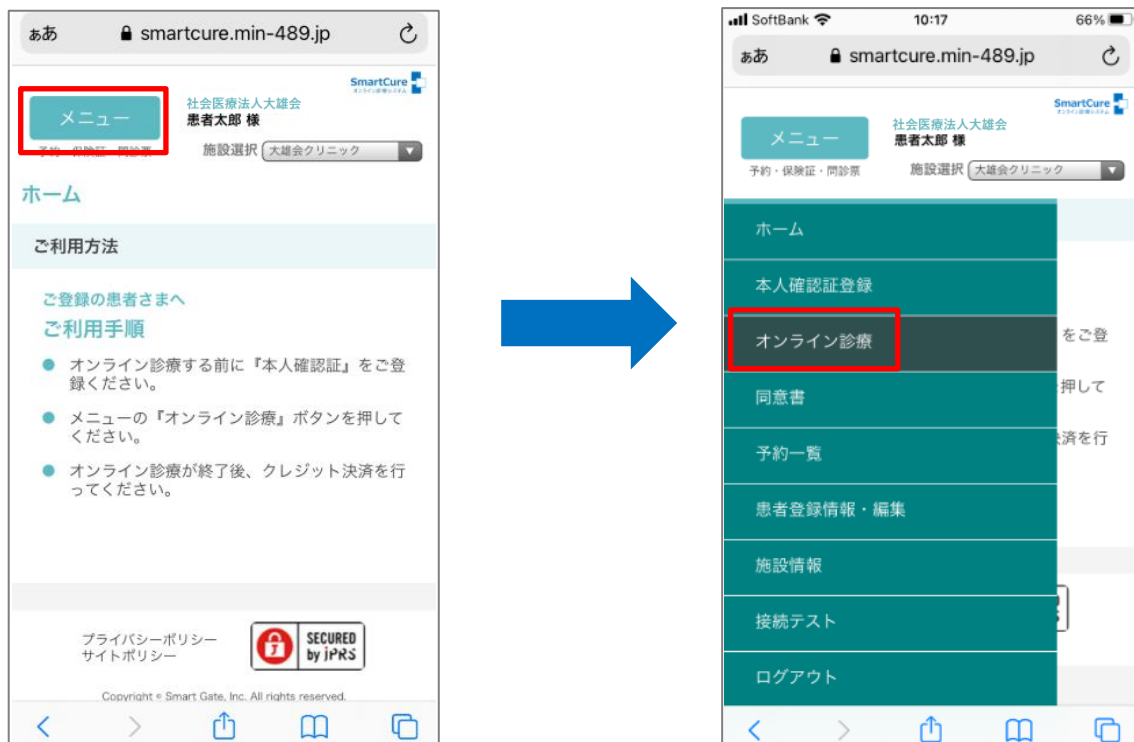 ああ smartcure.min-489.jp
SmartCure
メニュー
社会医療法人大雄会
患者太郎 様
予約・保険証・問診票
施設選択 大雄会クリニック
ホーム
ご利用方法
ご登録の患者さまへ
ご利用手順
オンライン診療する前に『本人確認証』をご登
録ください。
メニューの『オンライン診療』ボタンを押して
ください。
オンライン診療が終了後、クレジット決済を行
ってください。
プライバシーポリシー
サイトポリシー
SECURED
by JPRS
Copyright © Smart Gate, Inc. All rights reserved.
SoftBank 10:17 66%
ああ smartcure.min-489.jp
SmartCure
メニュー
社会医療法人大雄会
患者太郎 様
予約・保険証・問診票
施設選択 大雄会クリニック
ホーム
本人確認証登録
オンライン診療
をご登
同意書
押して
予約一覧
済を行
患者登録情報・編集
施設情報
接続テスト
ログアウト